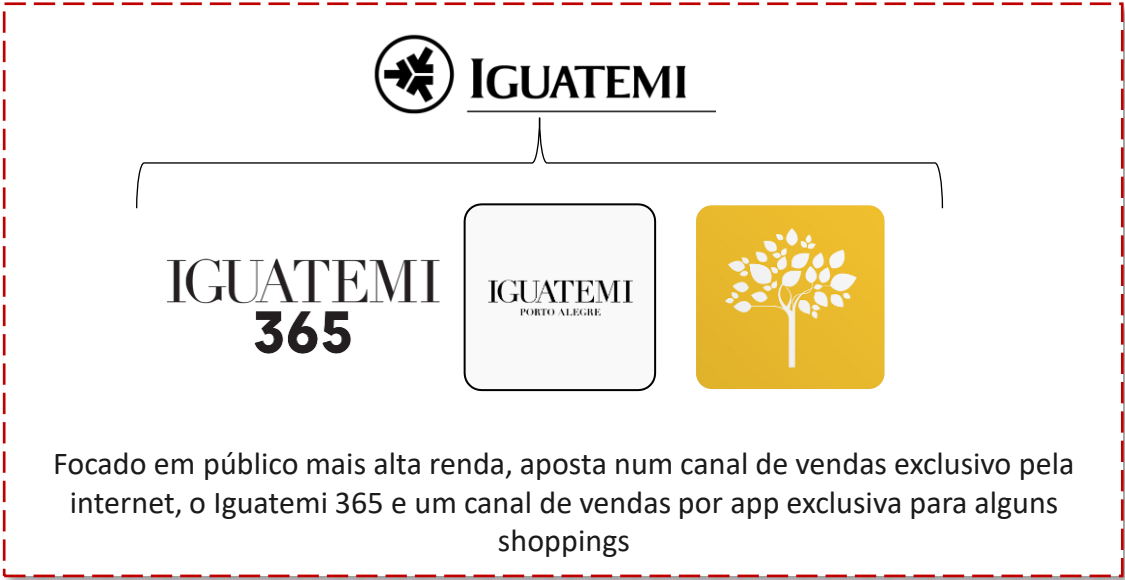 IGUATEMI
IGUATEMI
365
IGUATEMI
PORTO ALEGRE
Focado em público mais alta renda, aposta num canal de vendas exclusivo pela
internet, o Iguatemi 365 e um canal de vendas por app exclusiva para alguns
shoppings